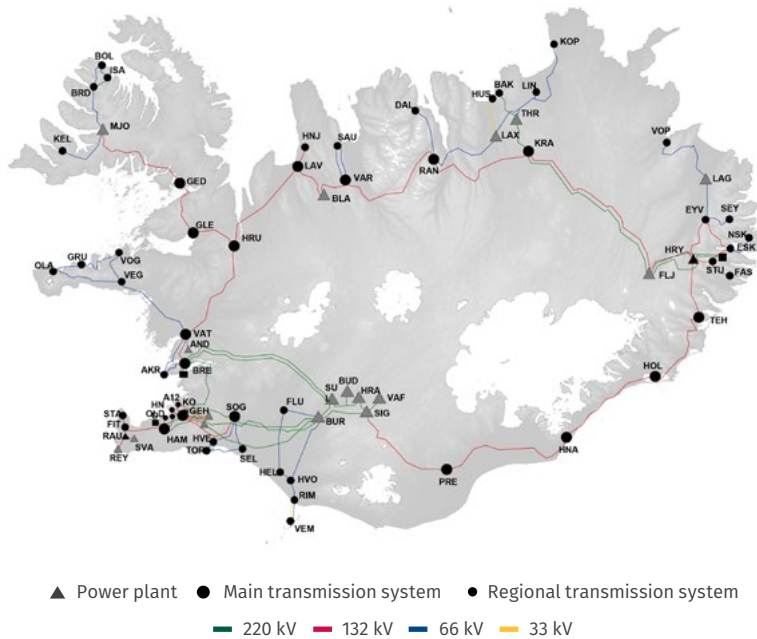 KOP
BOL
ISA
BRD
BAK
LIN
HUS
DAL
THR
MJO
KEL
LAX
HNJ
SAU
VOP
KRA
LAV
RAN
GED
VAR
BLA
LAG
GLE
HRU
EYV
SEY
NSK
ESK
HRY
VOG
GRU
OLA
VEG
FLJ
STU
FAS
TEH
VAT
AND
AKR
BRE
HOL
BUD
SU
HRA
VAF
A12
KO
HN
FLU
SIG
STA
GEH
SOG
BUR
FIT
RAU
HAM
HVE
SVA
REY
TOR
SEL
HNA
HEL
HVO
PRE
RIM
VEM
Power plant Main transmission system Regional transmission system
220 kV 132 kV 66 kV 33 kV